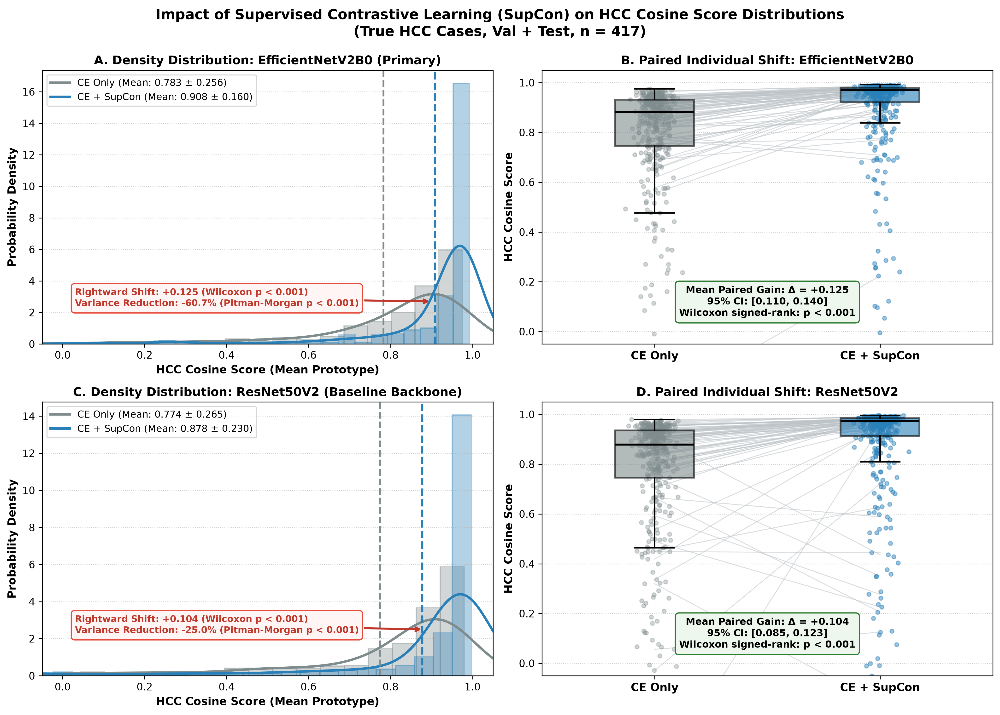 Impact of Supervised Contrastive Learning (SupCon) on HCC Cosine Score Distributions
(True HCC Cases, Val + Test, n = 417)
A. Density Distribution: EfficientNetV2B0 (Primary)
CE Only (Mean: 0.783 ± 0.256)
CE + SupCon (Mean: 0.908 ± 0.160)
Probability Density
16
14
12
10
8
6
4
2
0
Rightward Shift: +0.125 (Wilcoxon p < 0.001)
Variance Reduction: -60.7% (Pitman-Morgan p < 0.001)
0.0 0.2 0.4 0.6 0.8 1.0
HCC Cosine Score (Mean Prototype)
B. Paired Individual Shift: EfficientNetV2B0
HCC Cosine Score
1.0
0.8
0.6
0.4
0.2
0.0
Mean Paired Gain: Δ = +0.125
95% CI: [0.110, 0.140]
Wilcoxon signed-rank: p < 0.001
CE Only CE + SupCon
C. Density Distribution: ResNet50V2 (Baseline Backbone)
CE Only (Mean: 0.774 ± 0.265)
CE + SupCon (Mean: 0.878 ± 0.230)
Probability Density
14
12
10
8
6
4
2
0
Rightward Shift: +0.104 (Wilcoxon p < 0.001)
Variance Reduction: -25.0% (Pitman-Morgan p < 0.001)
0.0 0.2 0.4 0.6 0.8 1.0
HCC Cosine Score (Mean Prototype)
D. Paired Individual Shift: ResNet50V2
HCC Cosine Score
1.0
0.8
0.6
0.4
0.2
0.0
Mean Paired Gain: Δ = +0.104
95% CI: [0.085, 0.123]
Wilcoxon signed-rank: p < 0.001
CE Only CE + SupCon